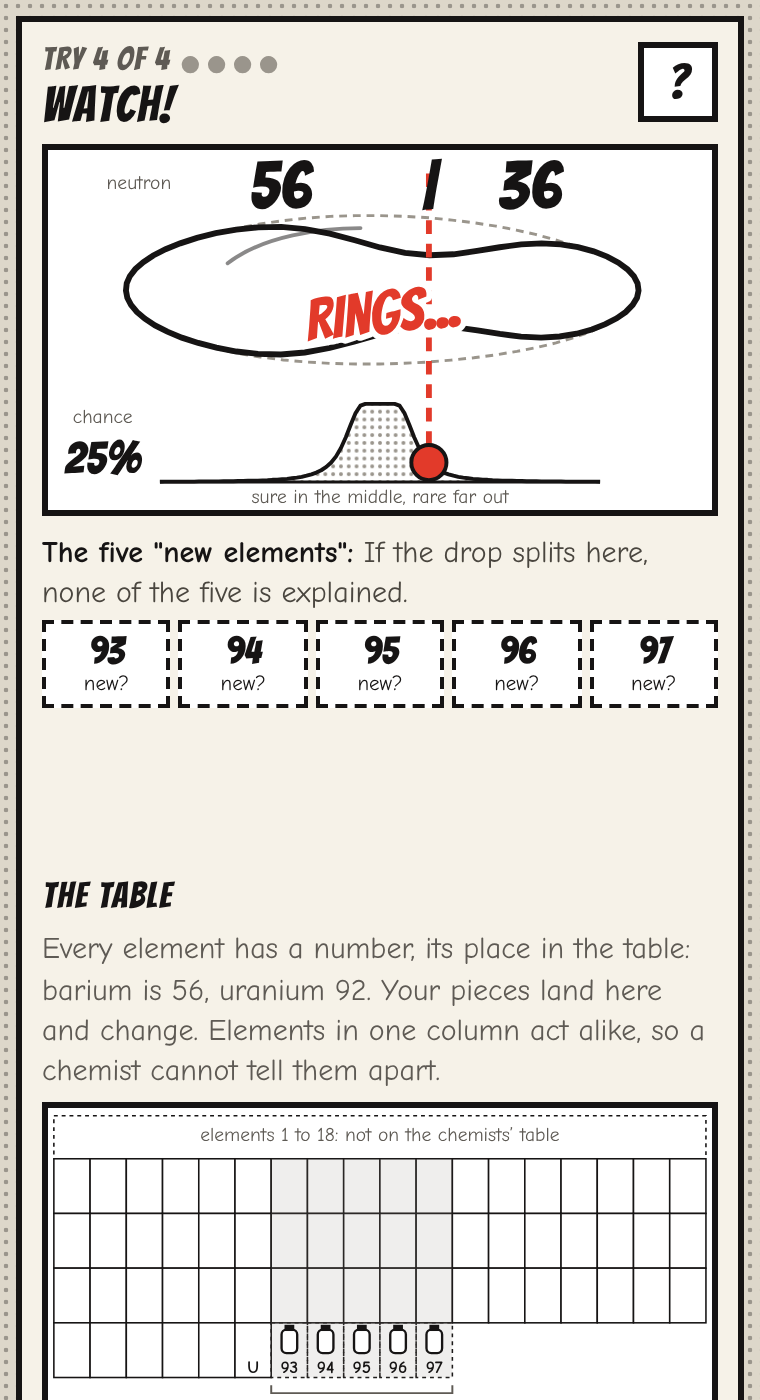 TRY 4 OF 4
WATCH!
?
neutron
56 / 36
RINGS...
chance
25%
sure in the middle, rare far out
The five "new elements": If the drop splits here,
none of the five is explained.
93 94 95 96 97
new? new? new? new? new?
THE TABLE
Every element has a number, its place in the table:
barium is 56, uranium 92. Your pieces land here
and change. Elements in one column act alike, so a
chemist cannot tell them apart.
elements 1 to 18: not on the chemists' table
U 93 94 95 96 97